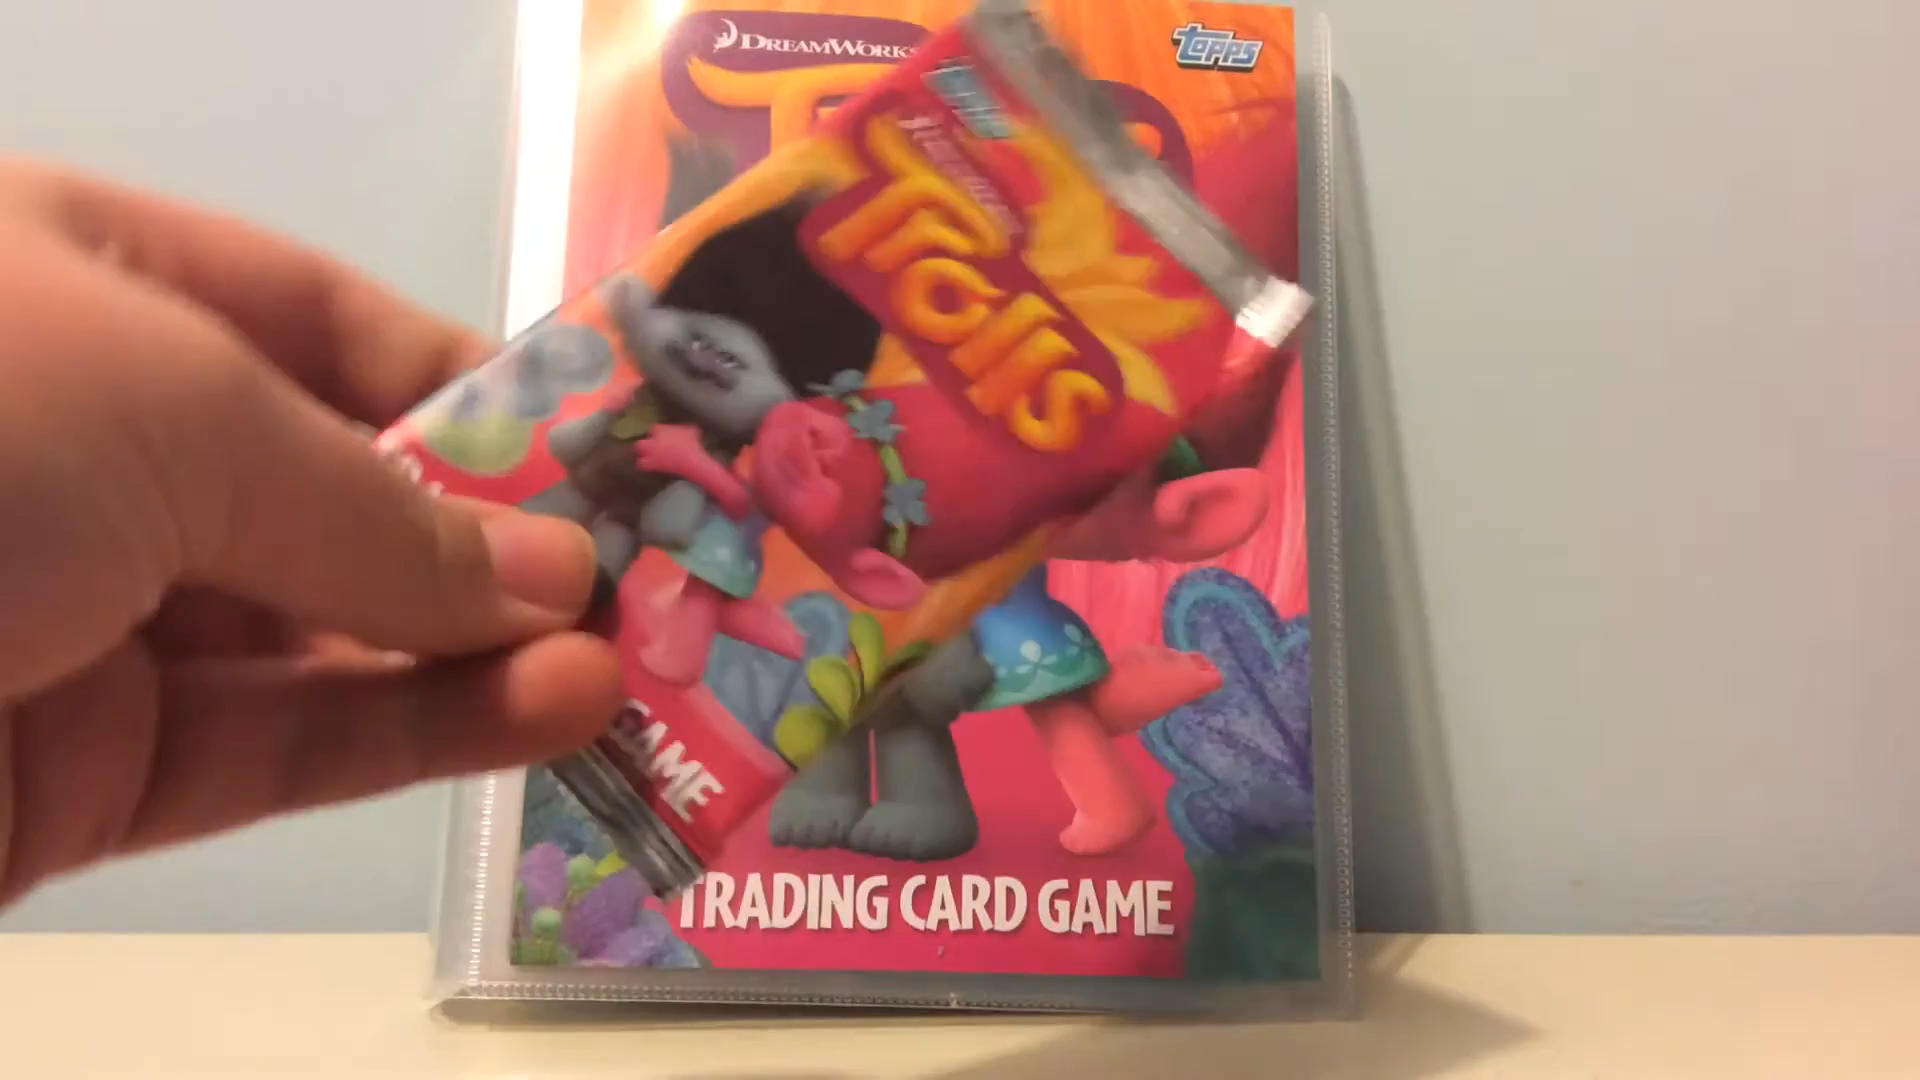 DREAMWORKS
topps
Trolls
GAME
TRADING CARD GAME